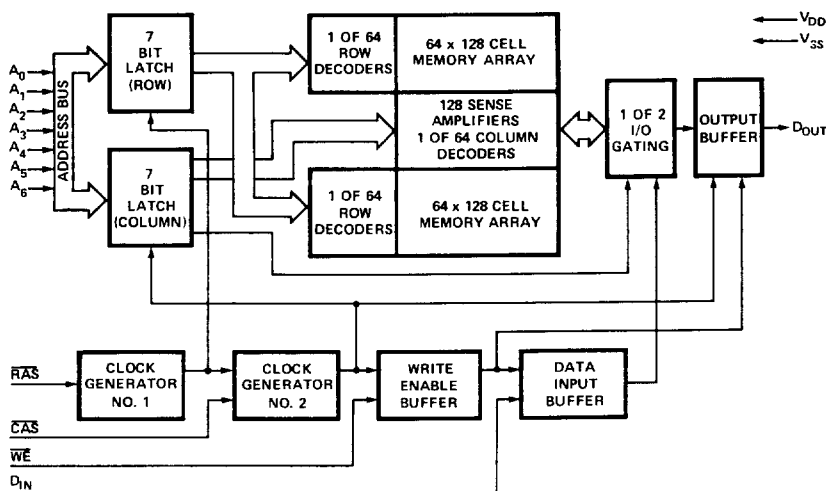 7
BIT
LATCH
(ROW)
1 OF 64
ROW
DECODERS
64 x 128 CELL
MEMORY ARRAY
V_DD
V_SS
A_0
A_1
A_2
A_3
A_4
A_5
A_6
ADDRESS BUS
128 SENSE
AMPLIFIERS
1 OF 64 COLUMN
DECODERS
1 OF 2
I/O
GATING
OUTPUT
BUFFER
D_OUT
7
BIT
LATCH
(COLUMN)
1 OF 64
ROW
DECODERS
64 x 128 CELL
MEMORY ARRAY
R̅A̅S̅
CLOCK
GENERATOR
NO. 1
CLOCK
GENERATOR
NO. 2
WRITE
ENABLE
BUFFER
DATA
INPUT
BUFFER
C̅A̅S̅
W̅E̅
D_IN